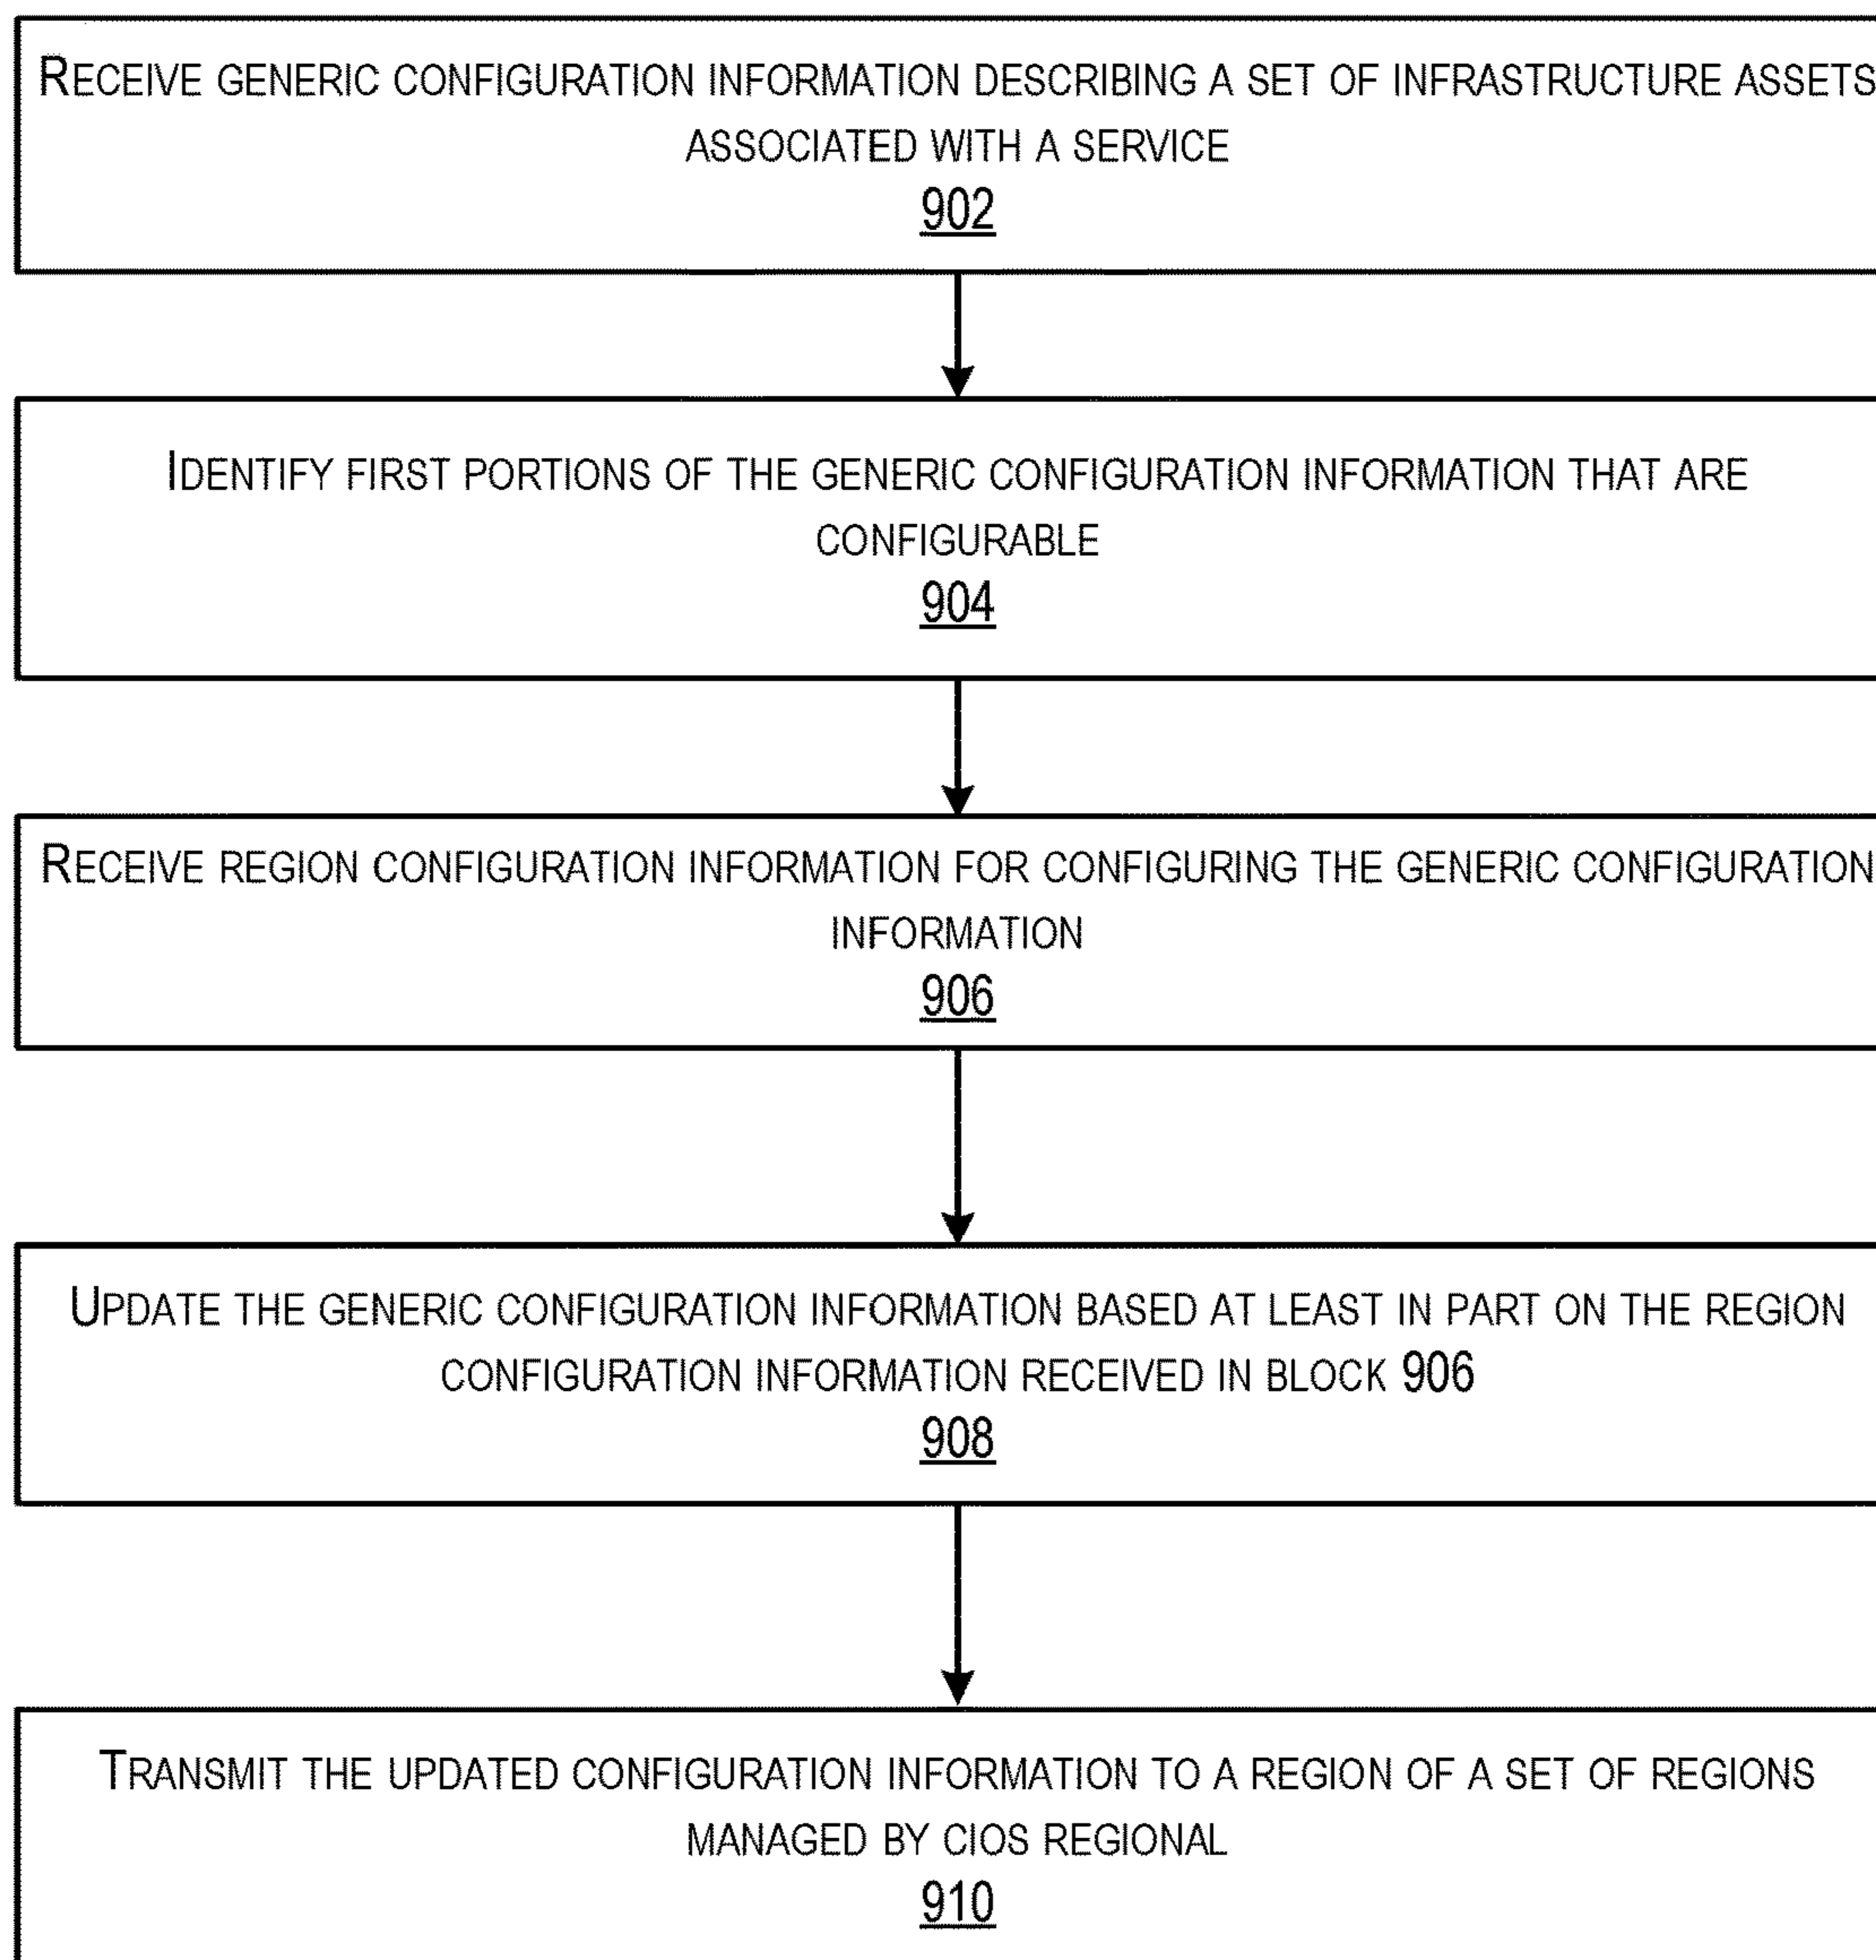 RECEIVE GENERIC CONFIGURATION INFORMATION DESCRIBING A SET OF INFRASTRUCTURE ASSETS
ASSOCIATED WITH A SERVICE
902
IDENTIFY FIRST PORTIONS OF THE GENERIC CONFIGURATION INFORMATION THAT ARE
CONFIGURABLE
904
RECEIVE REGION CONFIGURATION INFORMATION FOR CONFIGURING THE GENERIC CONFIGURATION
INFORMATION
906
UPDATE THE GENERIC CONFIGURATION INFORMATION BASED AT LEAST IN PART ON THE REGION
CONFIGURATION INFORMATION RECEIVED IN BLOCK 906
908
TRANSMIT THE UPDATED CONFIGURATION INFORMATION TO A REGION OF A SET OF REGIONS
MANAGED BY CIOS REGIONAL
910